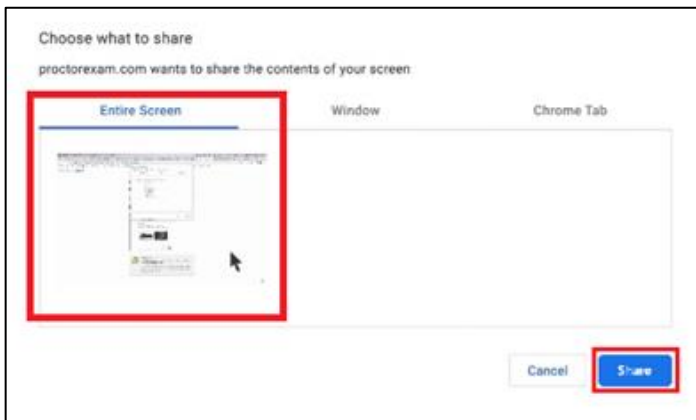 Choose what to share
proctorexam.com wants to share the contents of your screen
Entire Screen
Window
Chrome Tab
Cancel
Share